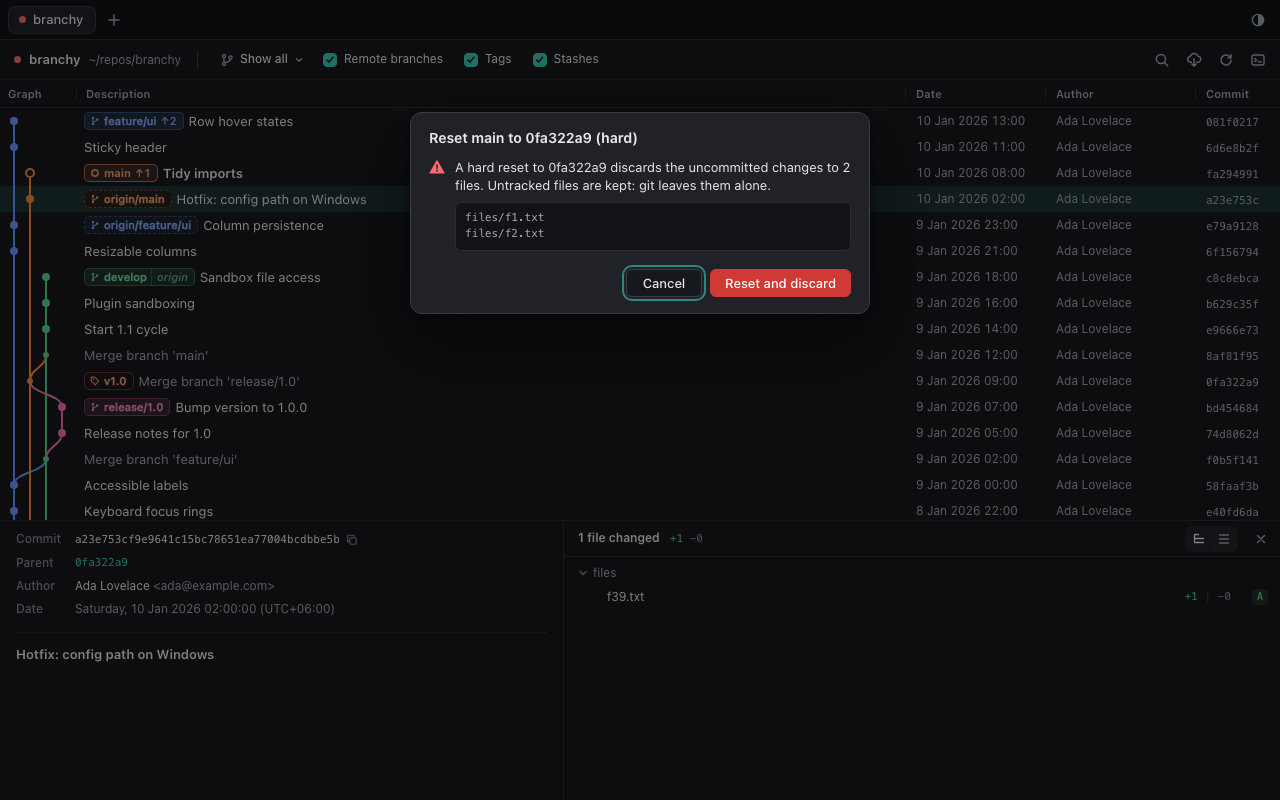 branchy
branchy ~/repos/branchy Show all Remote branches Tags Stashes
Graph Description Date Author Commit
feature/ui ↑2 Row hover states 10 Jan 2026 13:00 Ada Lovelace 081f0217
Sticky header 10 Jan 2026 11:00 Ada Lovelace 6d6e8b2f
main ↑1 Tidy imports 10 Jan 2026 08:00 Ada Lovelace fa294991
origin/main Hotfix: config path on Windows 10 Jan 2026 02:00 Ada Lovelace a23e753c
origin/feature/ui Column persistence 9 Jan 2026 23:00 Ada Lovelace e79a9128
Resizable columns 9 Jan 2026 21:00 Ada Lovelace 6f156794
develop origin Sandbox file access 9 Jan 2026 18:00 Ada Lovelace c8c8ebca
Plugin sandboxing 9 Jan 2026 16:00 Ada Lovelace b629c35f
Start 1.1 cycle 9 Jan 2026 14:00 Ada Lovelace e9666e73
Merge branch 'main' 9 Jan 2026 12:00 Ada Lovelace 8af81f95
v1.0 Merge branch 'release/1.0' 9 Jan 2026 09:00 Ada Lovelace 0fa322a9
release/1.0 Bump version to 1.0.0 9 Jan 2026 07:00 Ada Lovelace bd454684
Release notes for 1.0 9 Jan 2026 05:00 Ada Lovelace 74d8062d
Merge branch 'feature/ui' 9 Jan 2026 02:00 Ada Lovelace f0b5f141
Accessible labels 9 Jan 2026 00:00 Ada Lovelace 58faaf3b
Keyboard focus rings 8 Jan 2026 22:00 Ada Lovelace e40fd6da
Reset main to 0fa322a9 (hard)
A hard reset to 0fa322a9 discards the uncommitted changes to 2
files. Untracked files are kept: git leaves them alone.
files/f1.txt
files/f2.txt
Cancel Reset and discard
Commit a23e753cf9e9641c15bc78651ea77004bcdbbe5b
Parent 0fa322a9
Author Ada Lovelace <ada@example.com>
Date Saturday, 10 Jan 2026 02:00:00 (UTC+06:00)
Hotfix: config path on Windows
1 file changed +1 −0
files
f39.txt +1 −0 A